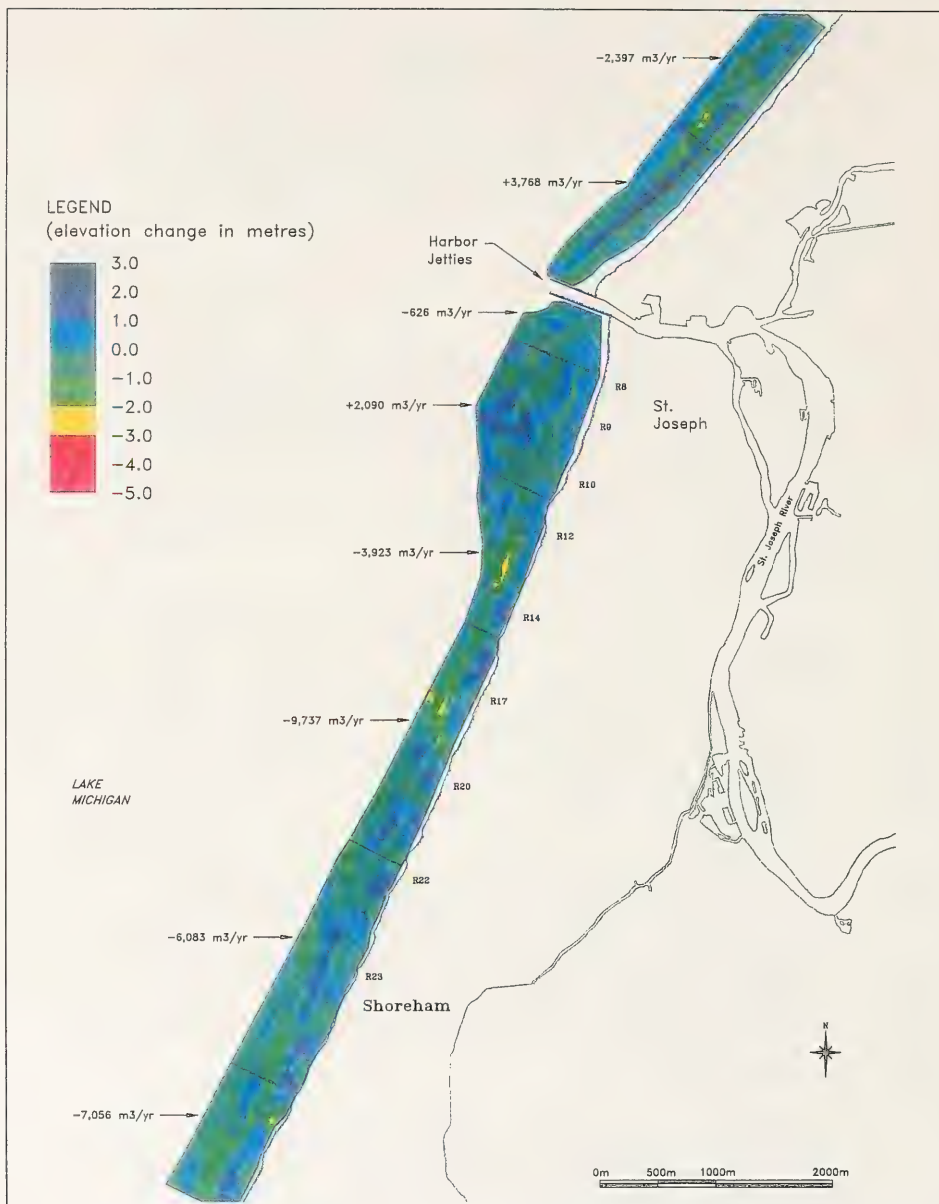 -2,397 m3/yr
+3,768 m3/yr
LEGEND
(elevation change in metres)
3.0
2.0
1.0
0.0
-1.0
-2.0
-3.0
-4.0
-5.0
Harbor
Jetties
-626 m3/yr
R8
St.
Joseph
+2,090 m3/yr
R9
R10
St. Joseph River
R12
-3,923 m3/yr
R14
R17
-9,737 m3/yr
LAKE
MICHIGAN
R20
R22
-6,083 m3/yr
R23
Shoreham
N
-7,056 m3/yr
0m 500m 1000m 2000m